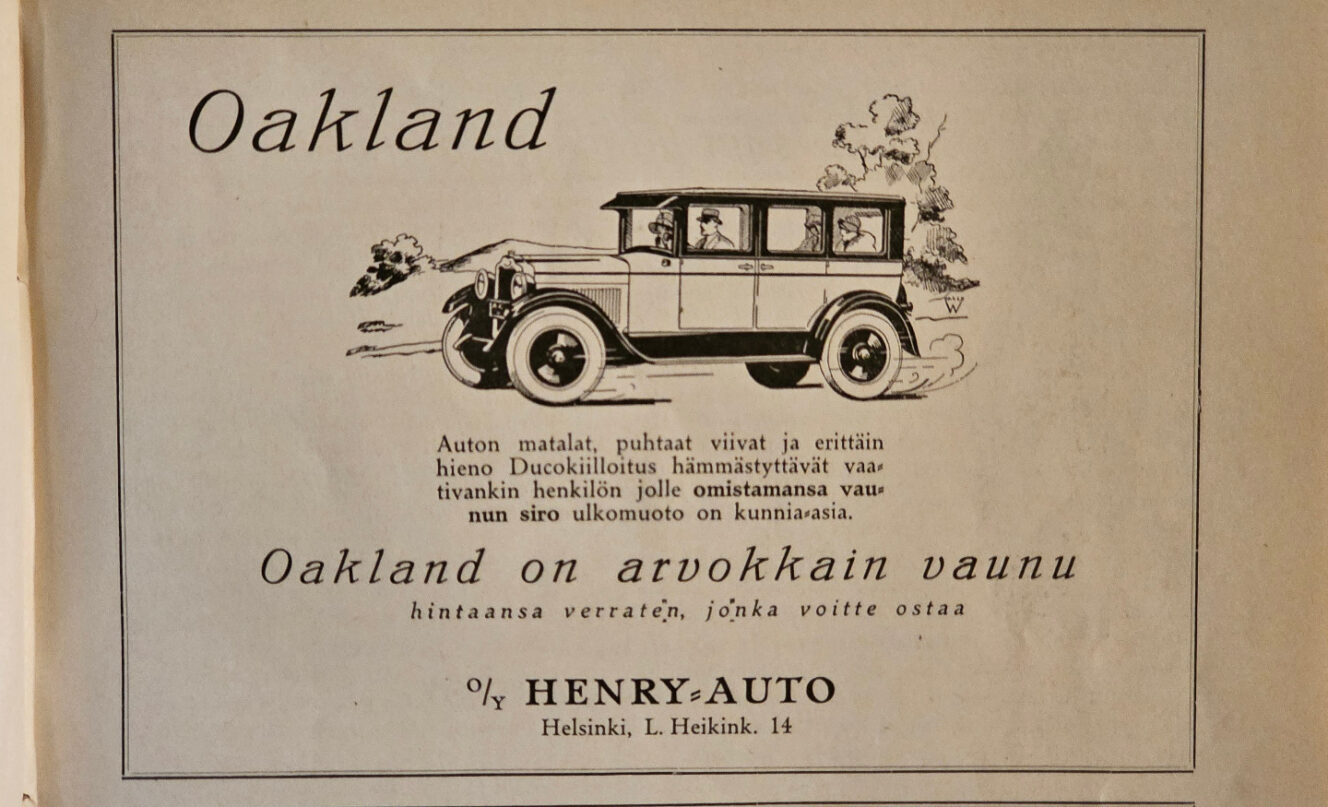 Oakland
W
Auton matalat, puhtaat viivat ja erittäin
hieno Ducokiilloitus hämmästyttävät vaa-
tivankin henkilön jolle omistamansa vau-
nun siro ulkomuoto on kunnia-asia.
Oakland on arvokkain vaunu
hintaansa verraten, jonka voitte ostaa
O/Y HENRY-AUTO
Helsinki, L. Heikink. 14